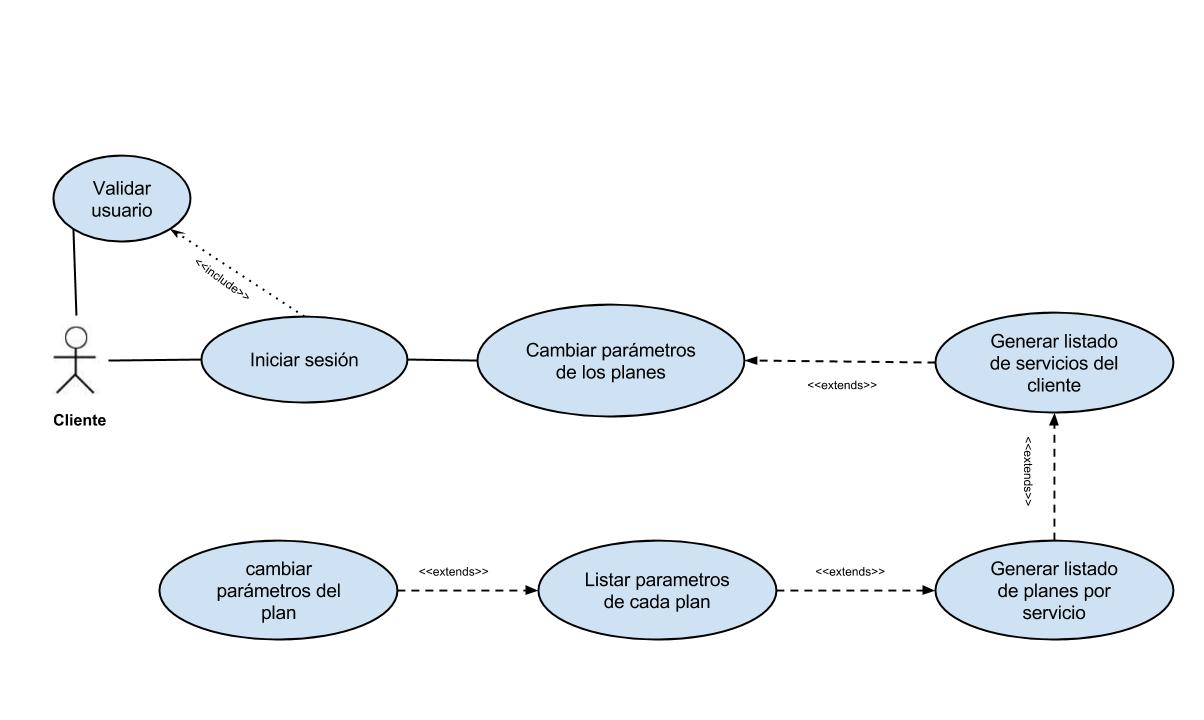 Validar
usuario
<<include>>
Iniciar sesión
Cliente
Cambiar parámetros
de los planes
<<extends>>
Generar listado
de servicios del
cliente
<<extends>>
cambiar
parámetros del
plan
<<extends>>
Listar parametros
de cada plan
<<extends>>
Generar listado
de planes por
servicio